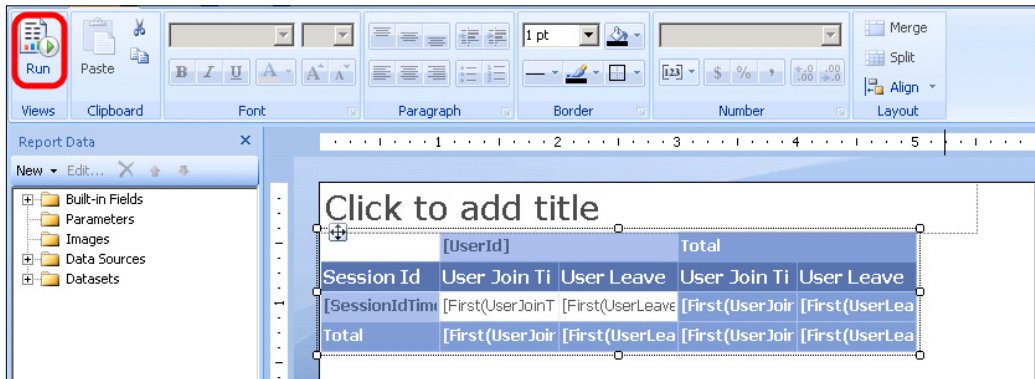 1 pt
Merge
Split
Align
Run
Paste
B I U A A A
$ % ,
Views
Clipboard
Font
Paragraph
Border
Number
Layout
Report Data
New Edit...
1 2 3 4 5
Built-in Fields
Parameters
Images
Data Sources
Datasets
Click to add title
[UserId] Total
Session Id User Join Ti User Leave User Join Ti User Leave
[SessionIdTim [First(UserJoinT [First(UserLeave [First(UserJoir [First(UserLea
Total [First(UserJoir [First(UserLea [First(UserJoir [First(UserLea